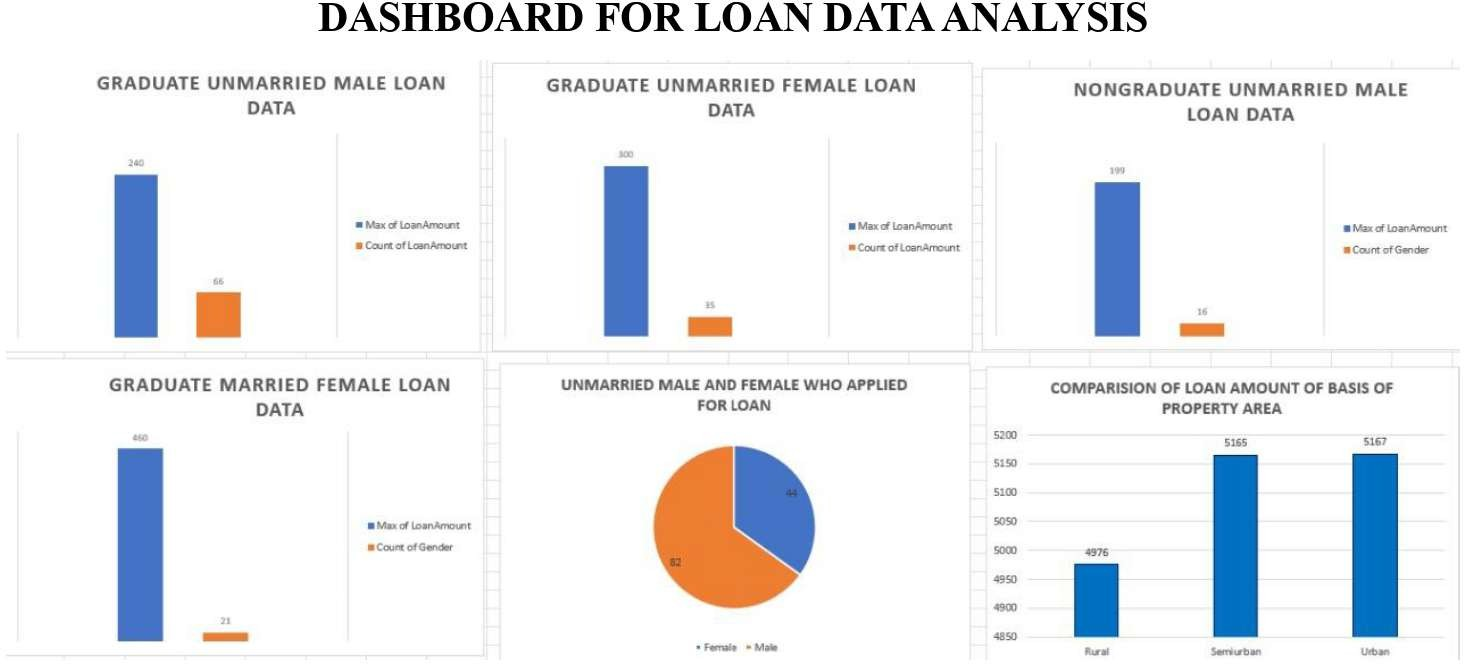 DASHBOARD FOR LOAN DATA ANALYSIS
GRADUATE UNMARRIED MALE LOAN
DATA
240
66
Max of LoanAmount
Count of LoanAmount
GRADUATE UNMARRIED FEMALE LOAN
DATA
300
35
Max of LoanAmount
Count of LoanAmount
NONGRADUATE UNMARRIED MALE
LOAN DATA
199
16
Max of LoanAmount
Count of Gender
GRADUATE MARRIED FEMALE LOAN
DATA
460
21
Max of LoanAmount
Count of Gender
UNMARRIED MALE AND FEMALE WHO APPLIED
FOR LOAN
44
82
Female Male
COMPARISION OF LOAN AMOUNT OF BASIS OF
PROPERTY AREA
5200
5150
5100
5050
5000
4950
4900
4850
4976
5165
5167
Rural Semiurban Urban